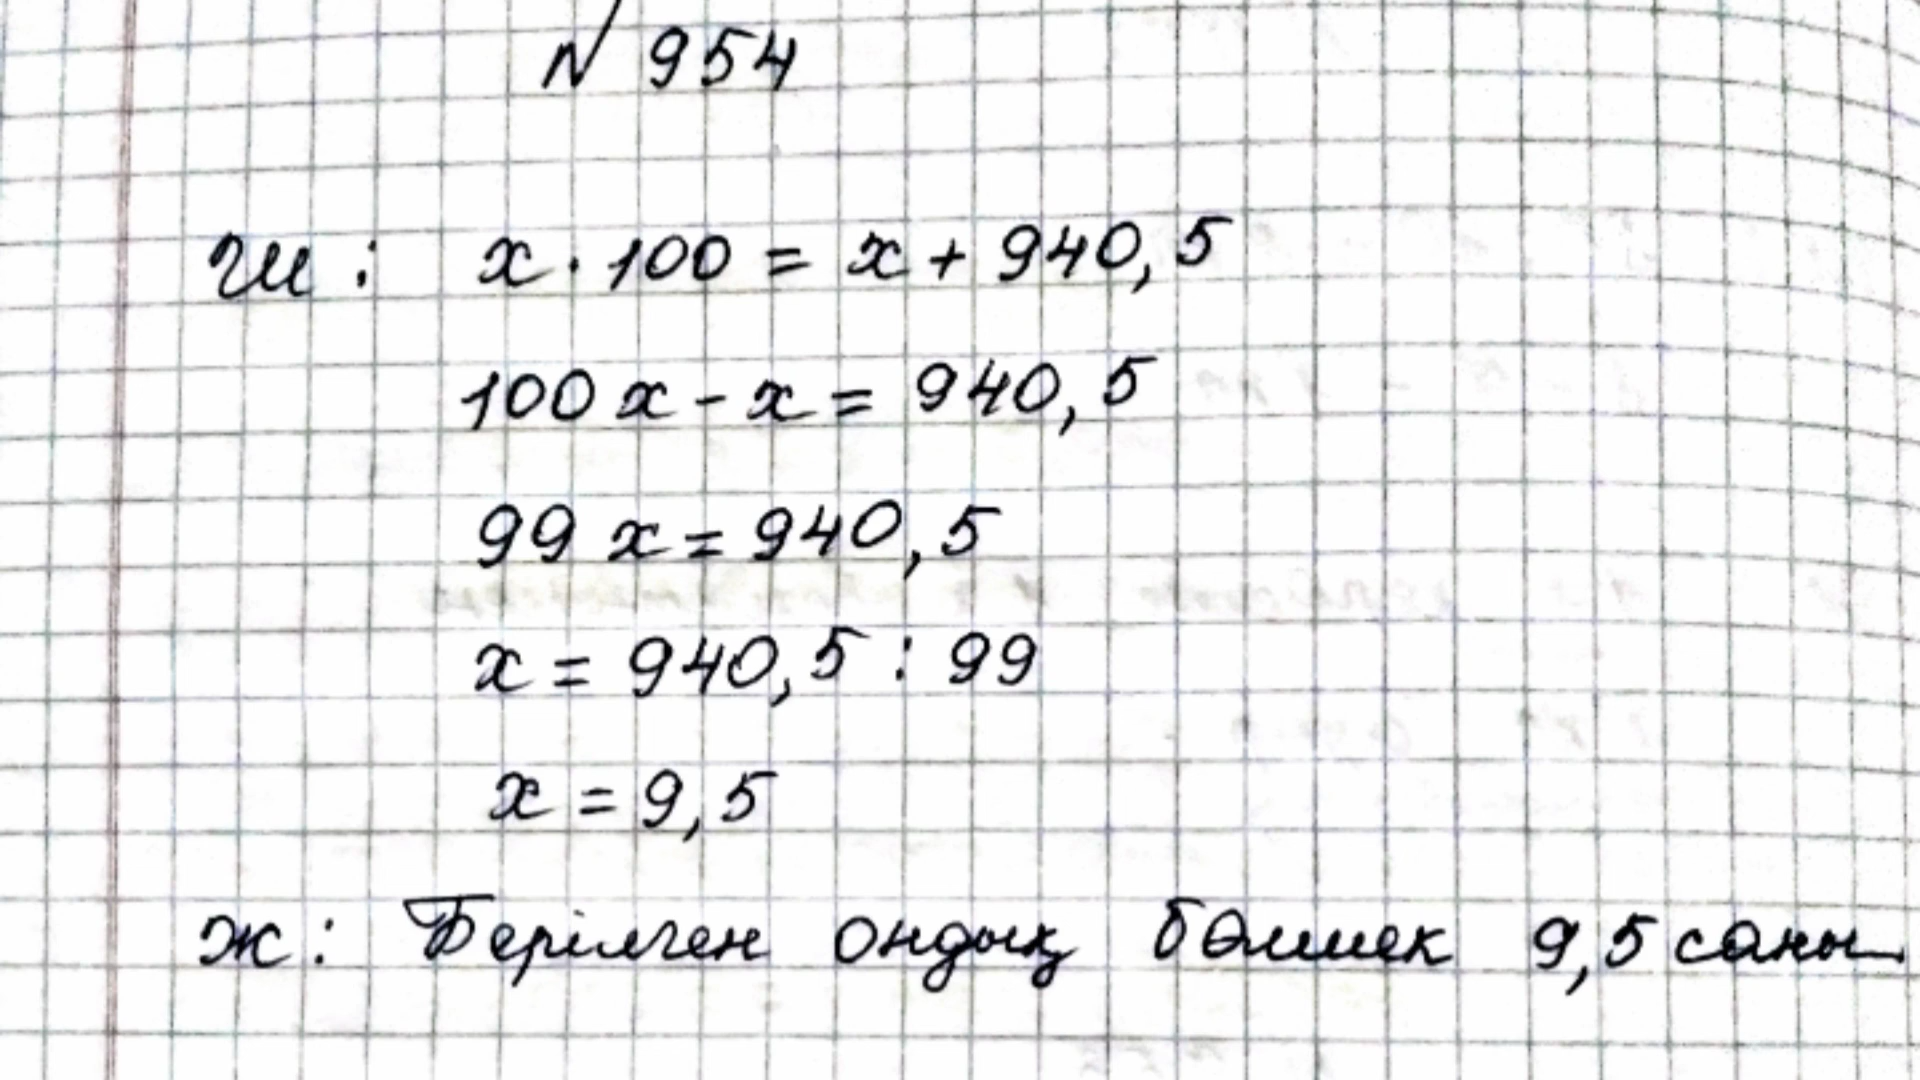 № 954
ш: x · 100 = x + 940,5
100x - x = 940,5
99x = 940,5
x = 940,5 : 99
x = 9,5
ж: Берілген ондық бөлшек 9,5 саны